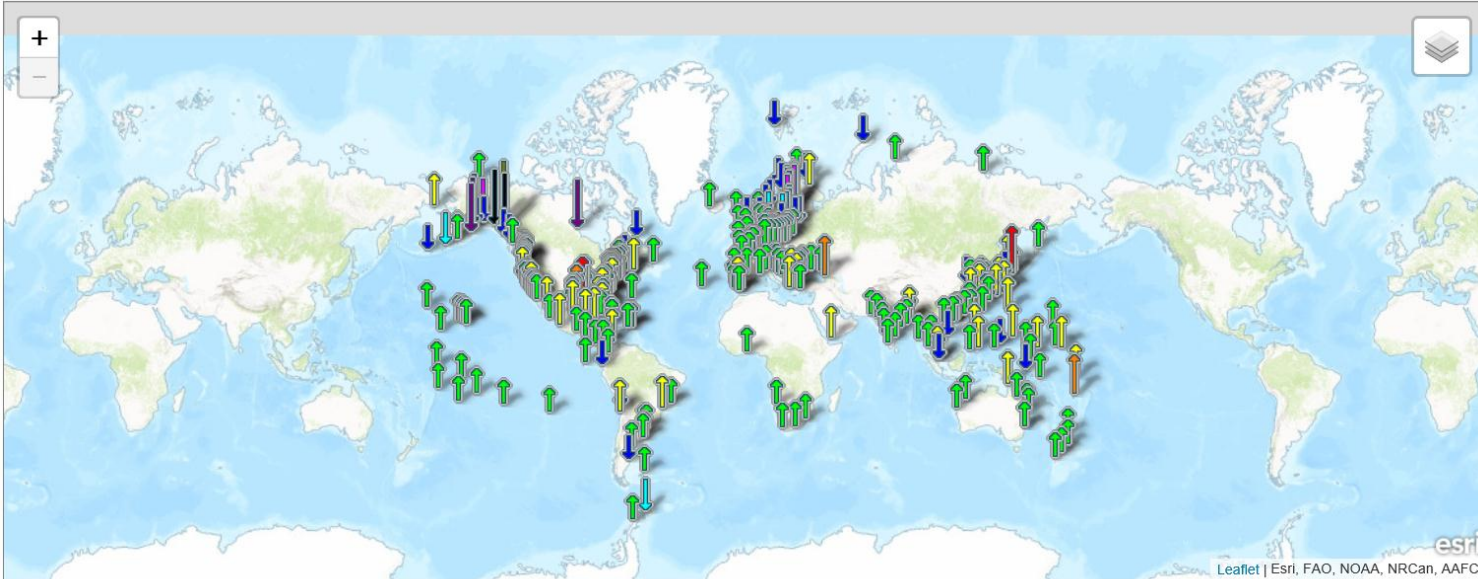 +
−
esri
Leaflet | Esri, FAO, NOAA, NRCan, AAFC